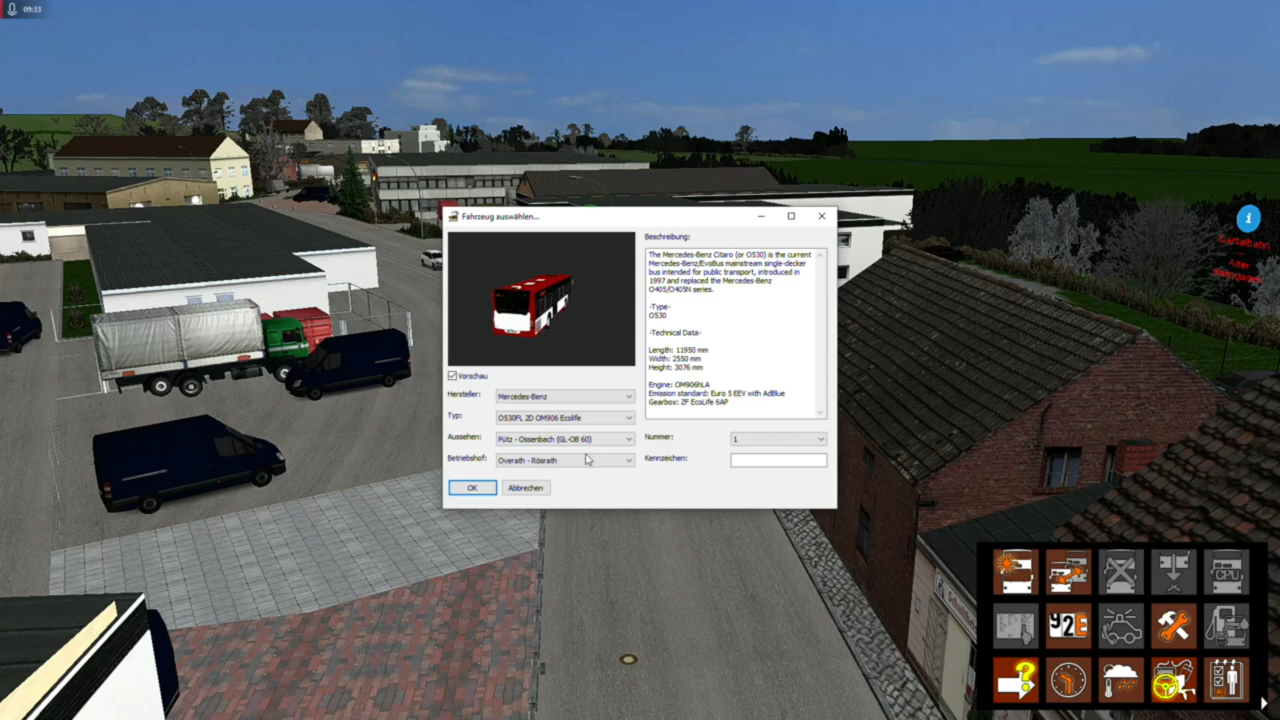 09:33
Fahrzeug auswählen...
Beschreibung:
The Mercedes-Benz Citaro (or O530) is the current
Mercedes-Benz/EvoBus mainstream single-decker
bus intended for public transport, introduced in
1997 and replaced the Mercedes-Benz
O405/O405N series.
-Type-
O530
-Technical Data-
Length: 11950 mm
Width: 2550 mm
Height: 3076 mm
Engine: OM906hLA
Emission standard: Euro 5 EEV with AdBlue
Gearbox: ZF EcoLife 6AP
Vorschau
Hersteller:
Mercedes-Benz
Typ:
O530FL 2D OM906 Ecolife
Aussehen:
Pütz - Ossenbach (GL-OB 60)
Nummer:
1
Betriebshof:
Overath - Rösrath
Kennzeichen:
OK
Abbrechen
i
Alter
CPU
92E